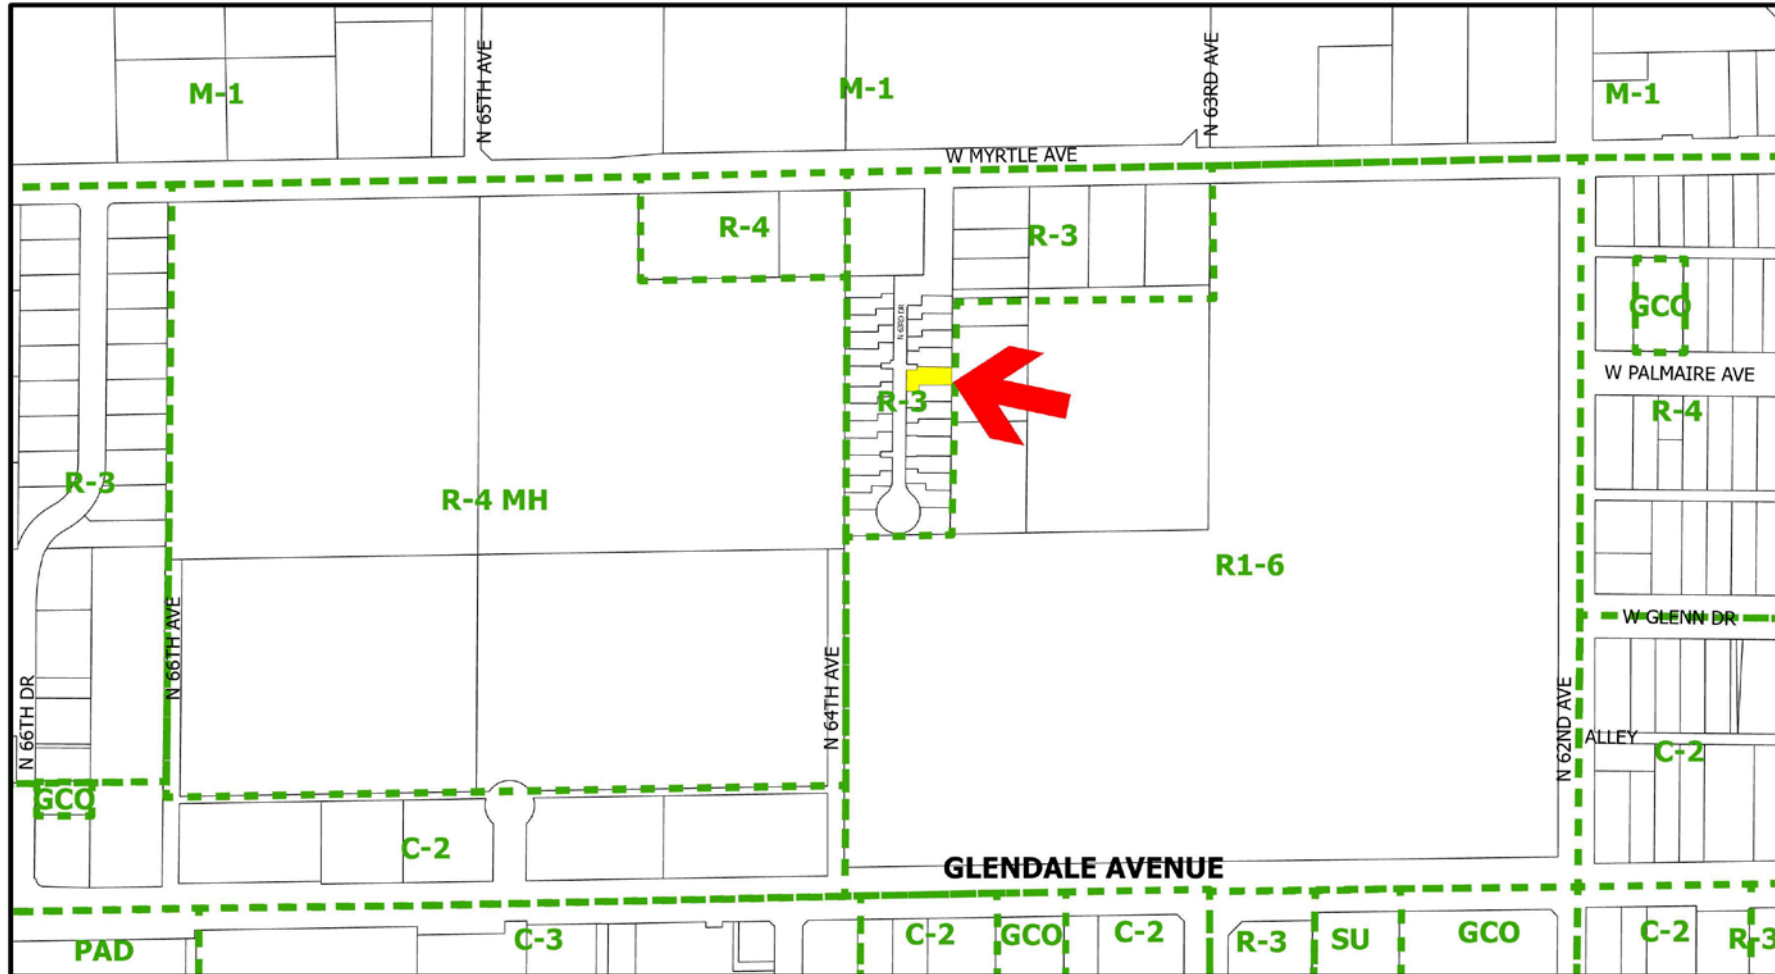 N 65TH AVE
N 63RD AVE
M-1
M-1
M-1
W MYRTLE AVE
R-4
R-3
GCO
N 63RD DR
W PALMAIRE AVE
R-3
R-4
R-3
R-4 MH
R1-6
W GLENN DR
N 66TH AVE
N 64TH AVE
N 66TH DR
N 62ND AVE
ALLEY
C-2
GCO
C-2
GLENDALE AVENUE
PAD
C-3
C-2
GCO
C-2
R-3
SU
GCO
C-2
R-3